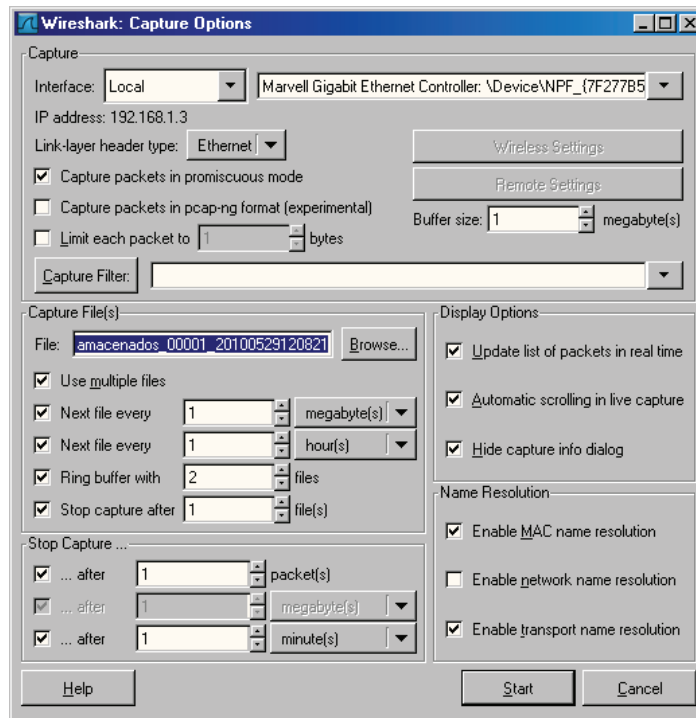 Wireshark: Capture Options
Capture
Interface: Local Marvell Gigabit Ethernet Controller: \Device\NPF_{7F277B5
IP address: 192.168.1.3
Link-layer header type: Ethernet Wireless Settings
Capture packets in promiscuous mode Remote Settings
Capture packets in pcap-ng format (experimental) Buffer size: 1 megabyte(s)
Limit each packet to 1 bytes
Capture Filter:
Capture File(s)
File: amacenados_00001_20100529120821 Browse...
Use multiple files
Next file every 1 megabyte(s)
Next file every 1 hour(s)
Ring buffer with 2 files
Stop capture after 1 file(s)
Stop Capture ...
... after 1 packet(s)
... after 1 megabyte(s)
... after 1 minute(s)
Display Options
Update list of packets in real time
Automatic scrolling in live capture
Hide capture info dialog
Name Resolution
Enable MAC name resolution
Enable network name resolution
Enable transport name resolution
Help Start Cancel